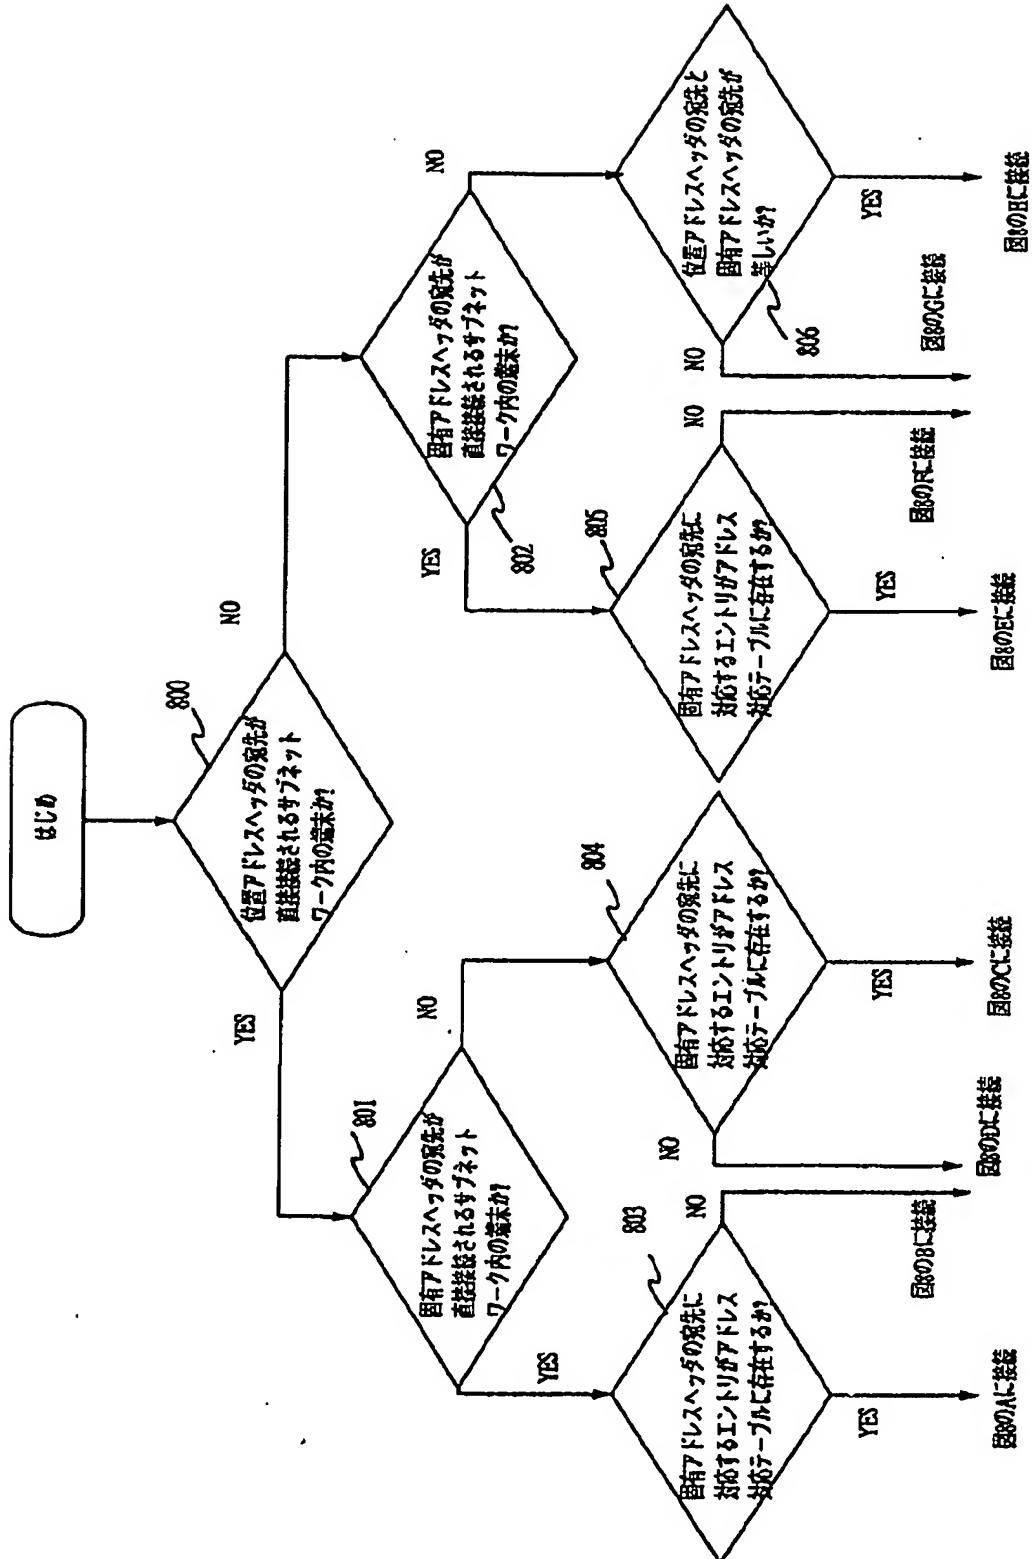 はじめ
800
位置アドレスヘッダの宛先が
直接接続されるサブネット
ワーク内の端末か?
YES
NO
801
固有アドレスヘッダの宛先が
直接接続されるサブネット
ワーク内の端末か?
YES
NO
802
固有アドレスヘッダの宛先が
直接接続されるサブネット
ワーク内の端末か?
YES
NO
803
固有アドレスヘッダの宛先に
対応するエントリがアドレス
対応テーブルに存在するか?
YES
NO
804
固有アドレスヘッダの宛先に
対応するエントリがアドレス
対応テーブルに存在するか?
NO
YES
805
固有アドレスヘッダの宛先に
対応するエントリがアドレス
対応テーブルに存在するか?
YES
NO
806
位置アドレスヘッダの宛先と
固有アドレスヘッダの宛先が
等しいか?
NO
YES
図8のAに接続
図8のBに接続
図8のDに接続
図8のCに接続
図8のEに接続
図8のFに接続
図8のGに接続
図8のHに接続